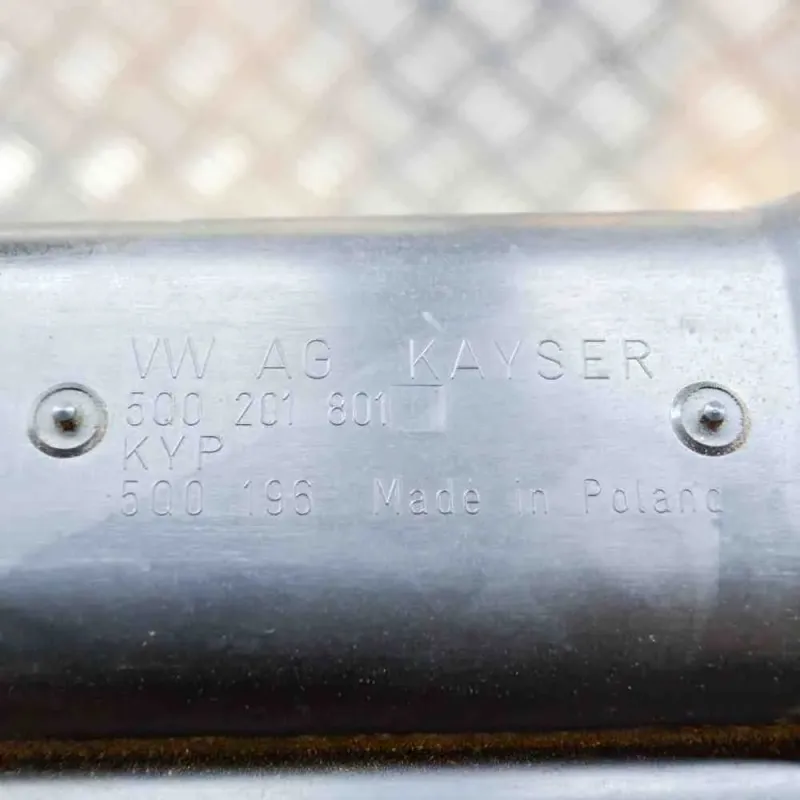 VW AG KAYSER
5Q0 201 801
KYP
5Q0 196 Made in Poland